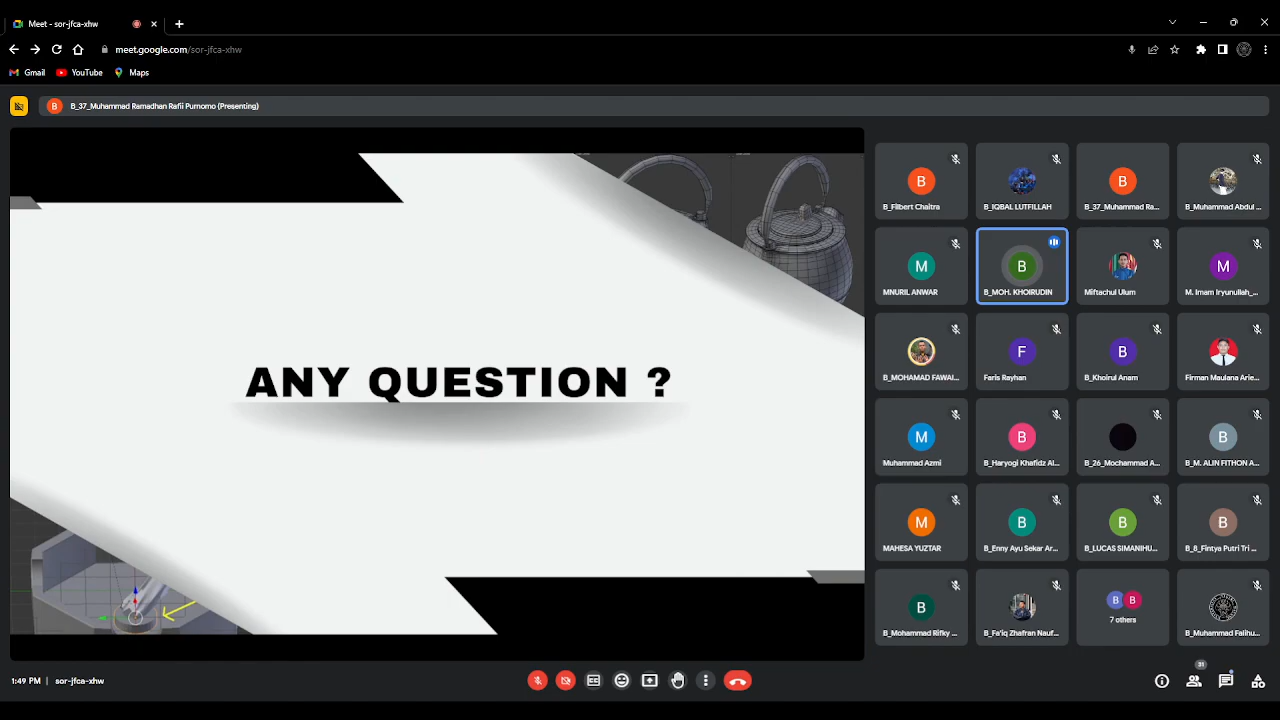 Meet - sor-jfca-xhw
meet.google.com/sor-jfca-xhw
Gmail YouTube Maps
B B_37_Muhammad Ramadhan Rafii Purnomo (Presenting)
ANY QUESTION ?
B B_Filbert Chaitra
B_IQBAL LUTFILLAH
B B_37_Muhammad Ra...
B_Muhammad Abdul ...
M MNURIL ANWAR
B B_MOH. KHOIRUDIN
Miftachul Ulum
M M. Imam Iryunullah_...
B_MOHAMAD FAWAI...
F Faris Rayhan
B B_Khoirul Anam
Firman Maulana Arie...
M Muhammad Azmi
B B_Haryogi Khafidz Al...
B_26_Mochammad A...
B B_M. ALIN FITHON A...
M MAHESA YUZTAR
B B_Enny Ayu Sekar Ar...
B B_LUCAS SIMANIHU...
B B_8_Fintya Putri Tri ...
B B_Mohammad Rifky ...
B_Fa'iq Zhafran Nauf...
B B 7 others
B_Muhammad Falihu...
1:49 PM | sor-jfca-xhw
31